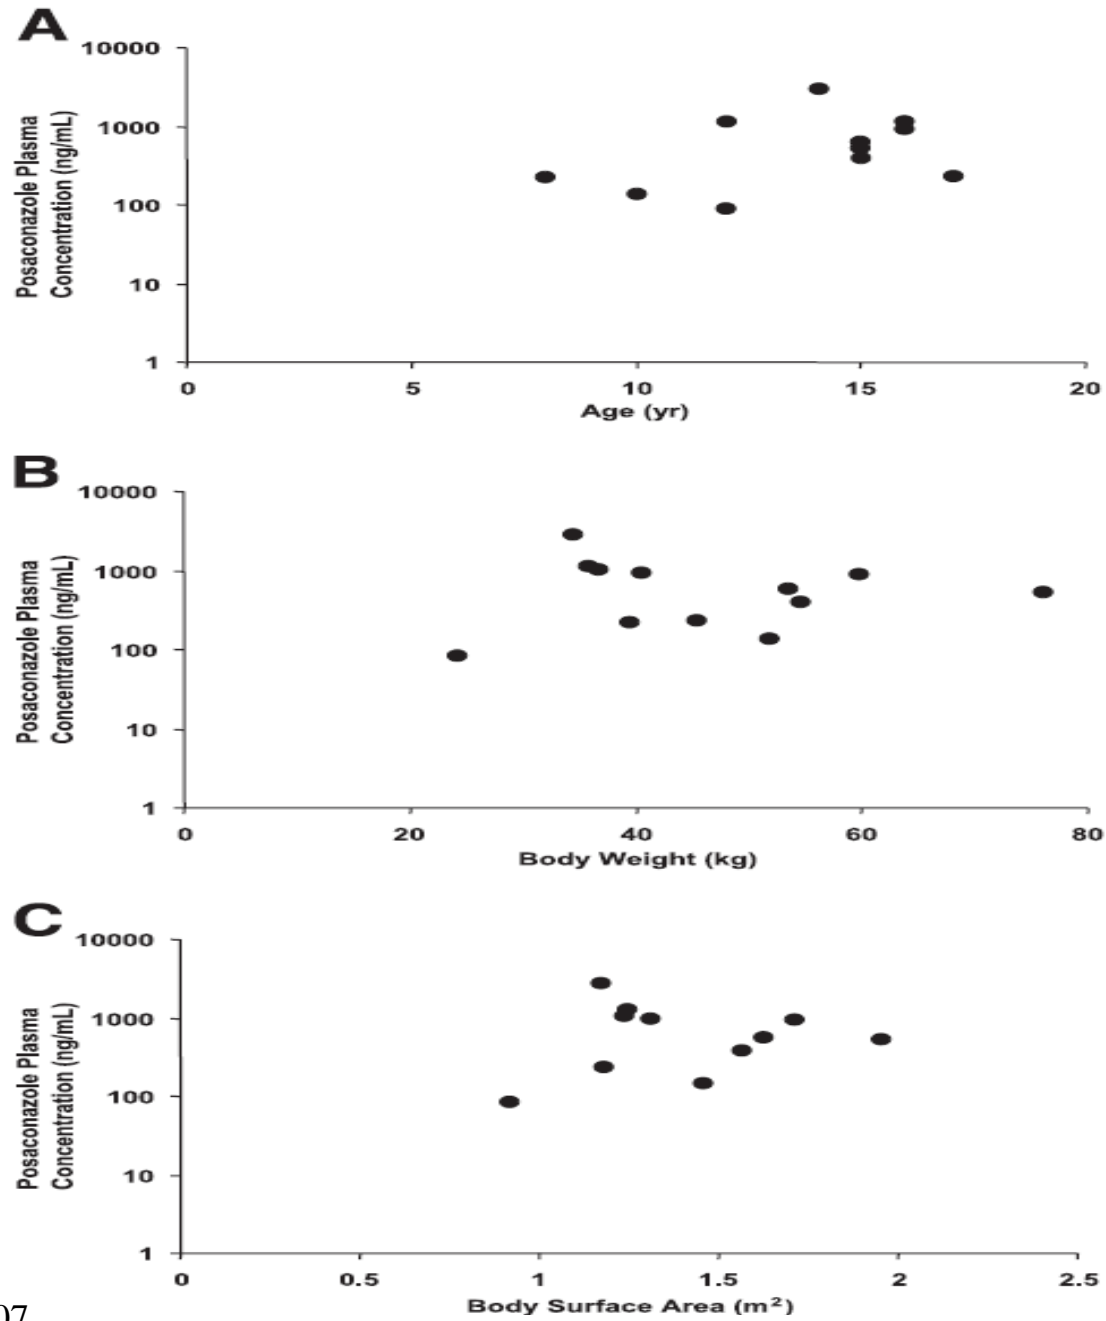 A
10000
1000
100
10
1
Posaconazole Plasma
Concentration (ng/mL)
0 5 10 15 20
Age (yr)
B
10000
1000
100
10
1
Posaconazole Plasma
Concentration (ng/mL)
0 20 40 60 80
Body Weight (kg)
C
10000
1000
100
10
1
Posaconazole Plasma
Concentration (ng/mL)
0 0.5 1 1.5 2 2.5
Body Surface Area (m²)